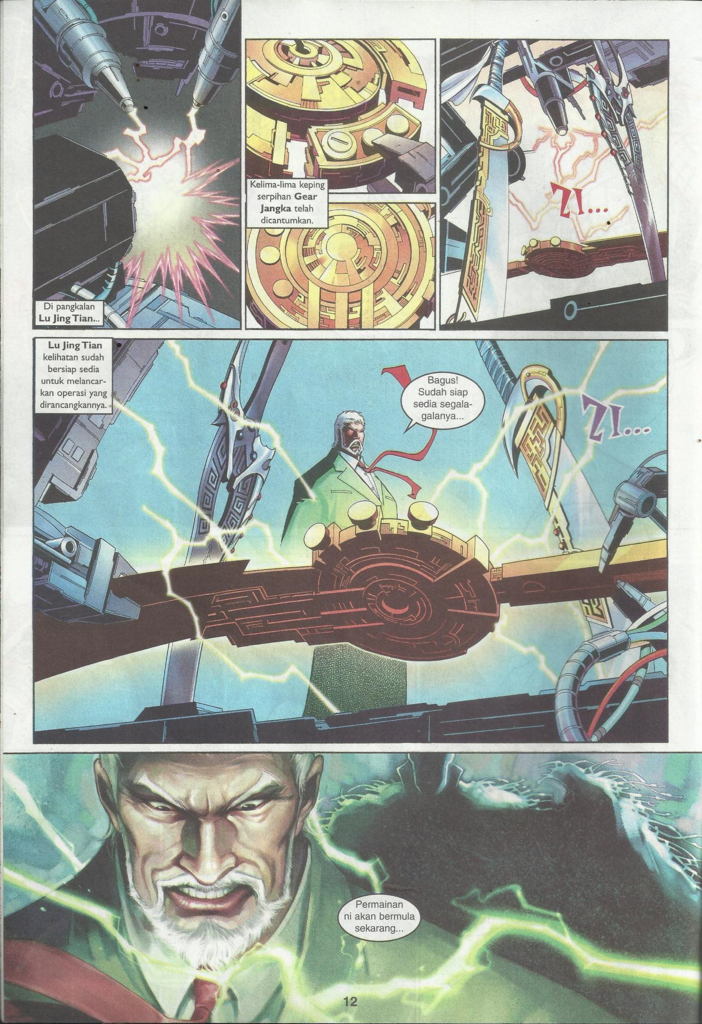 Di pangkalan
Lu Jing Tian...
Kelima-lima keping
serpihan Gear
Jangka telah
dicantumkan.
ZI...
Lu Jing Tian
kelihatan sudah
bersiap sedia
untuk melancar-
kan operasi yang
dirancangkannya.
Bagus!
Sudah siap
sedia segala-
galanya...
ZI...
Permainan
ni akan bermula
sekarang...
12